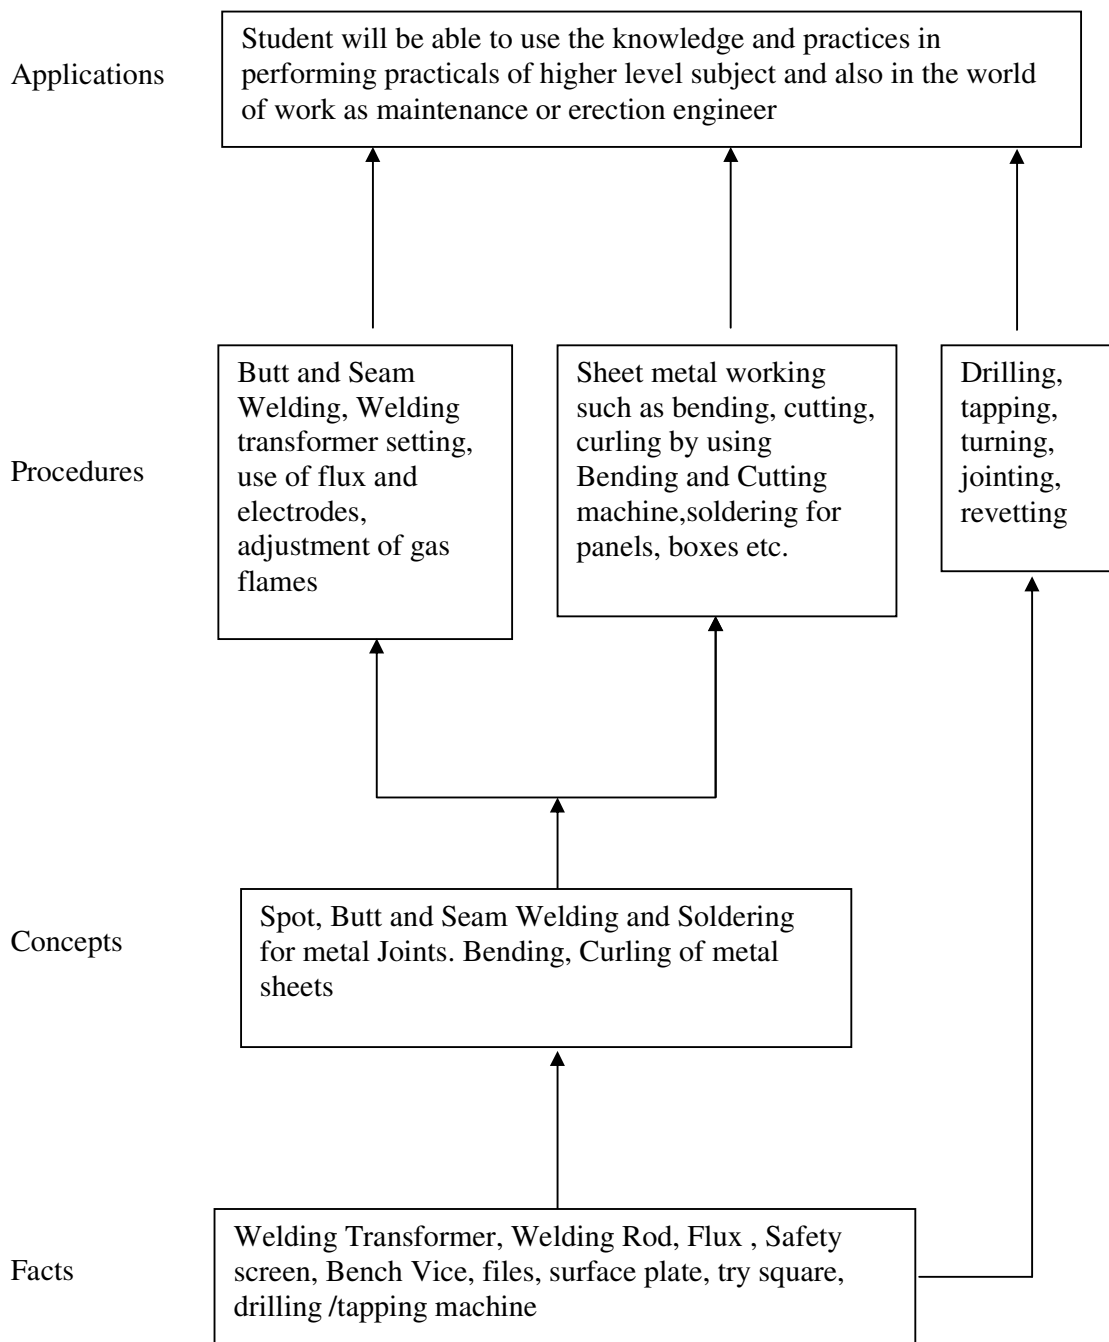 Applications
Student will be able to use the knowledge and practices in
performing practicals of higher level subject and also in the world
of work as maintenance or erection engineer
Procedures
Butt and Seam
Welding, Welding
transformer setting,
use of flux and
electrodes,
adjustment of gas
flames
Sheet metal working
such as bending, cutting,
curling by using
Bending and Cutting
machine,soldering for
panels, boxes etc.
Drilling,
tapping,
turning,
jointing,
revetting
Concepts
Spot, Butt and Seam Welding and Soldering
for metal Joints. Bending, Curling of metal
sheets
Facts
Welding Transformer, Welding Rod, Flux , Safety
screen, Bench Vice, files, surface plate, try square,
drilling /tapping machine